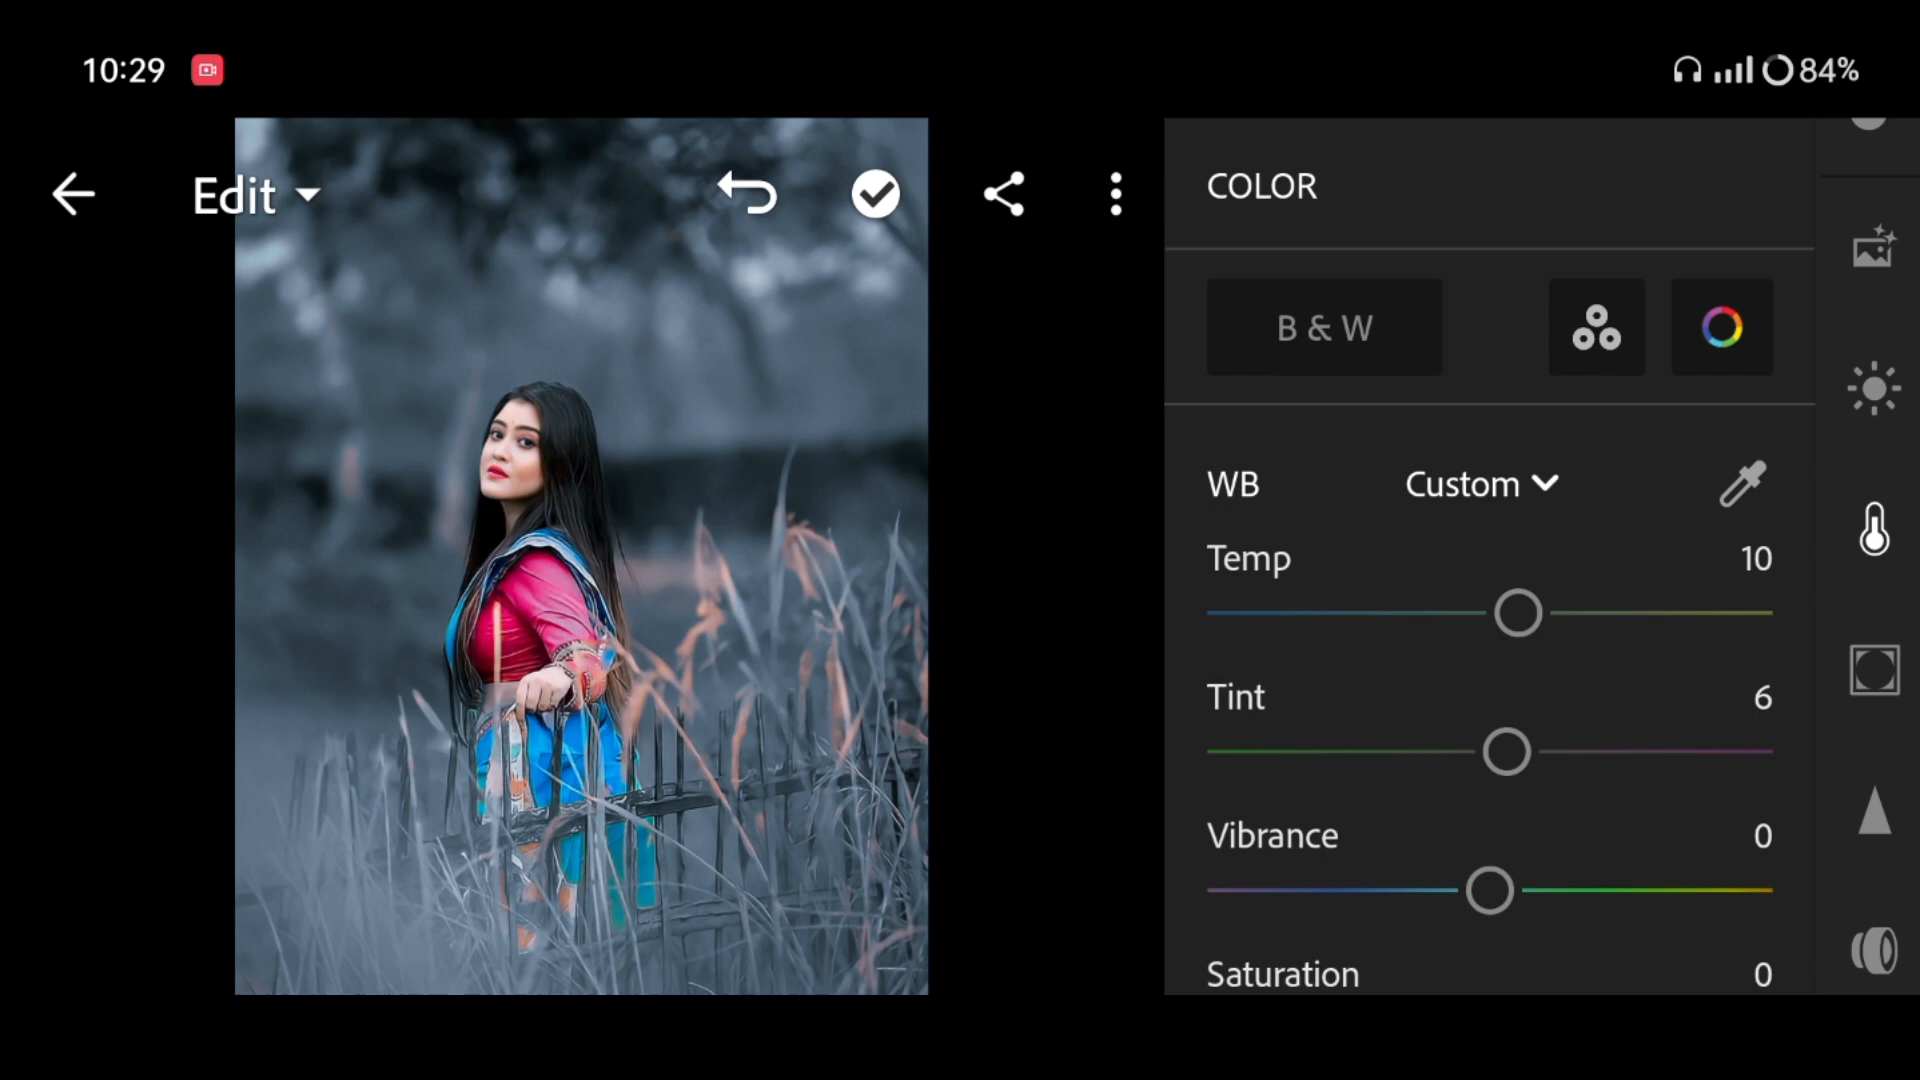 10:29
84%
Edit
COLOR
B & W
WB Custom
Temp 10
Tint 6
Vibrance 0
Saturation 0